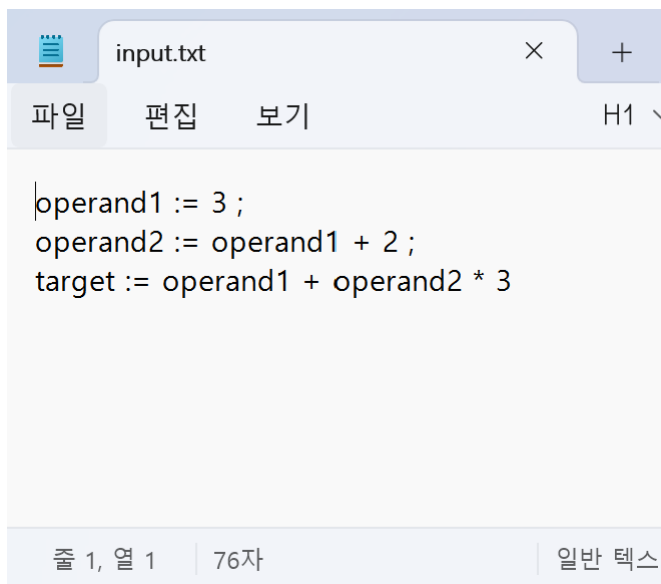 input.txt
파일 편집 보기 H1
operand1 := 3 ;
operand2 := operand1 + 2 ;
target := operand1 + operand2 * 3
줄 1, 열 1 76자 일반 텍스